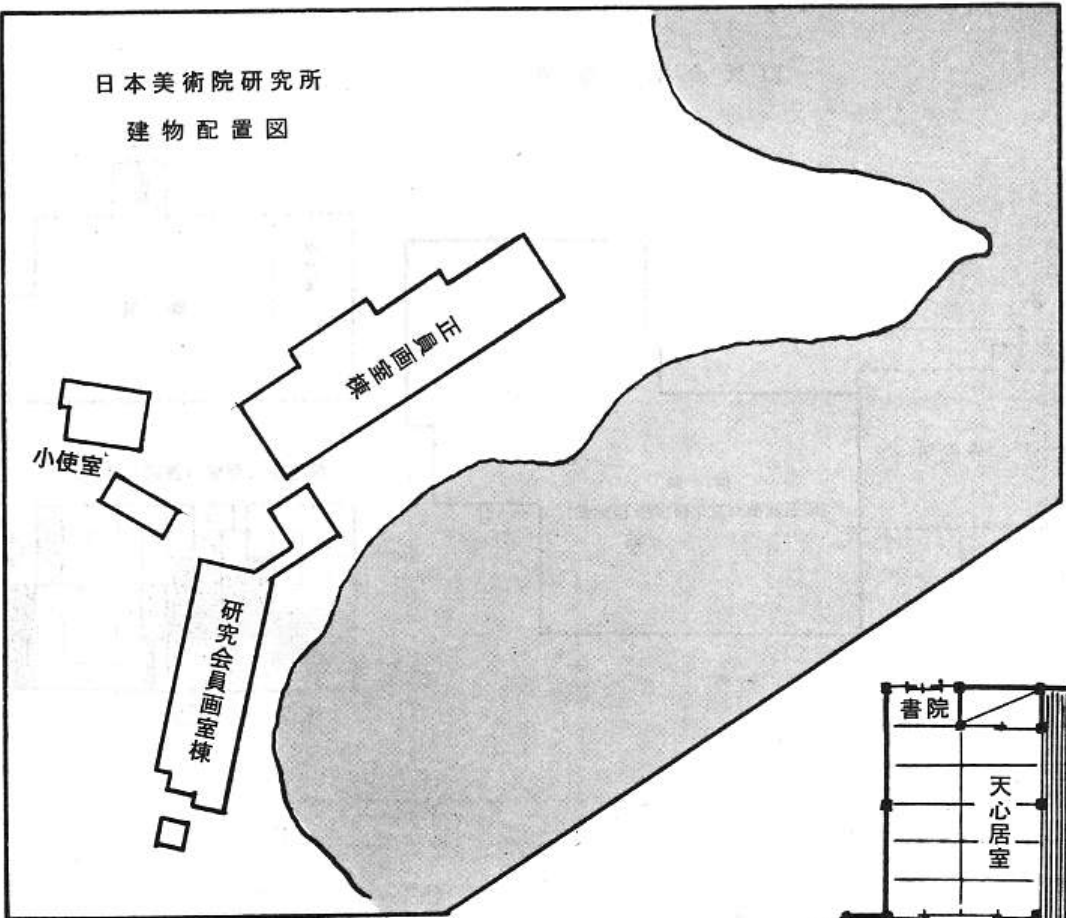 日本美術院研究所
建物配置図
正員画室棟
小使室
研究会員画室棟
書院
天心居室